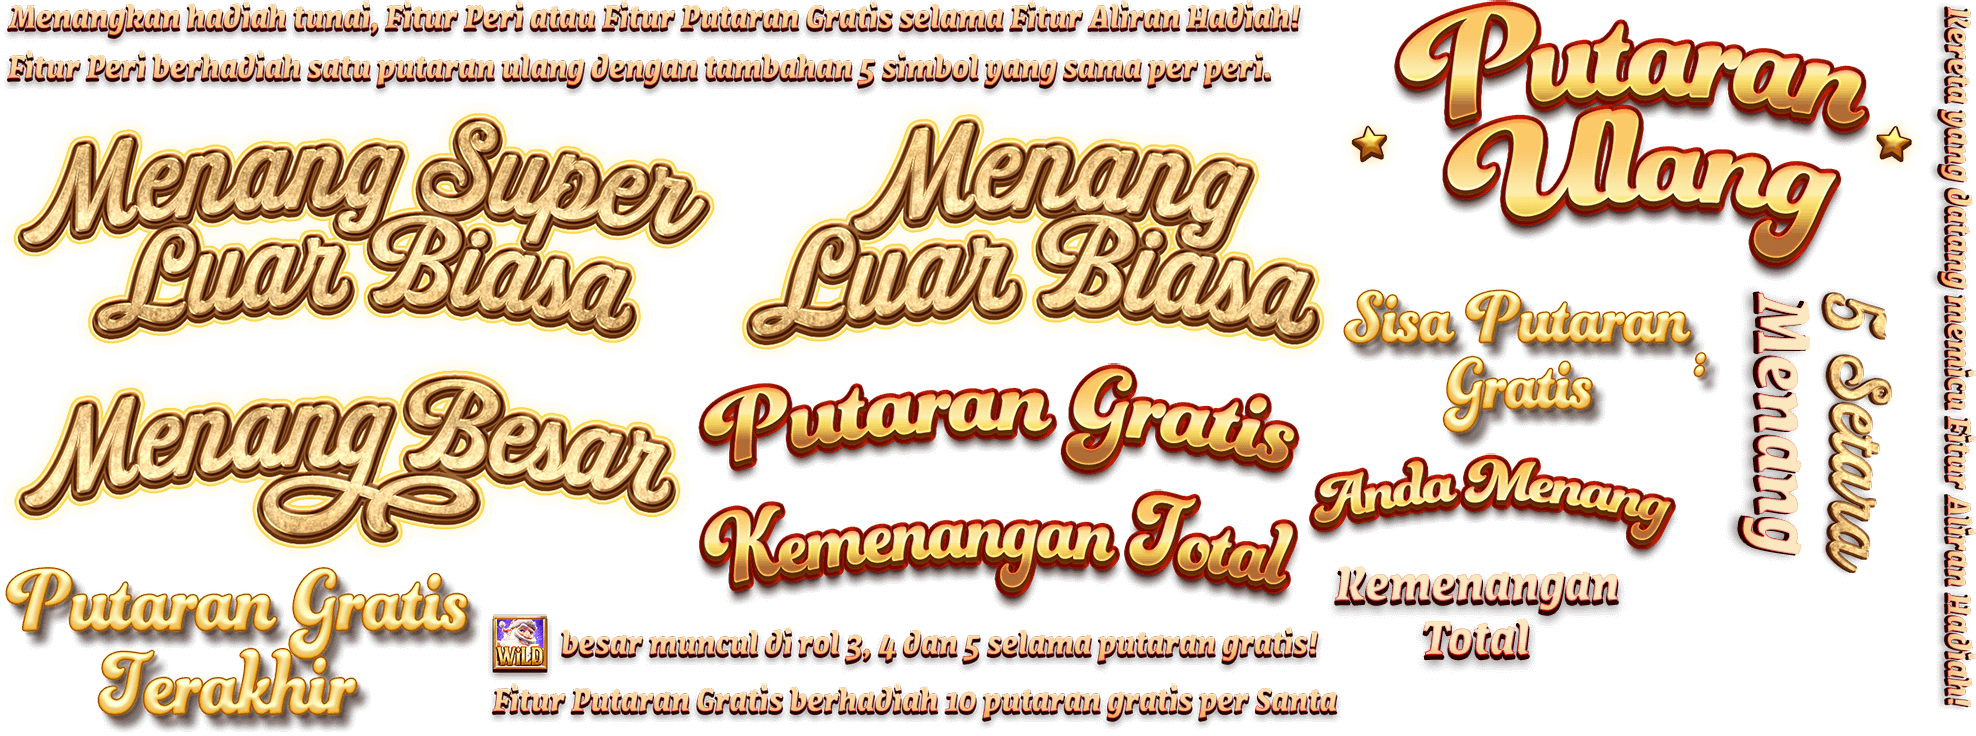 Menangkan hadiah tunai, Fitur Peri atau Fitur Putaran Gratis selama Fitur Aliran Hadiah!
Fitur Peri berhadiah satu putaran ulang dengan tambahan 5 simbol yang sama per peri.
Menang Super
Luar Biasa
Menang
Luar Biasa
Putaran
Ulang
Menang Besar
Putaran Gratis
Kemenangan Total
Sisa Putaran
Gratis :
Anda Menang
Kemenangan
Total
Putaran Gratis
Terakhir
WILD besar muncul di rol 3, 4 dan 5 selama putaran gratis!
Fitur Putaran Gratis berhadiah 10 putaran gratis per Santa
5 Setara
Menang
Kereta yang datang memicu Fitur Aliran Hadiah!